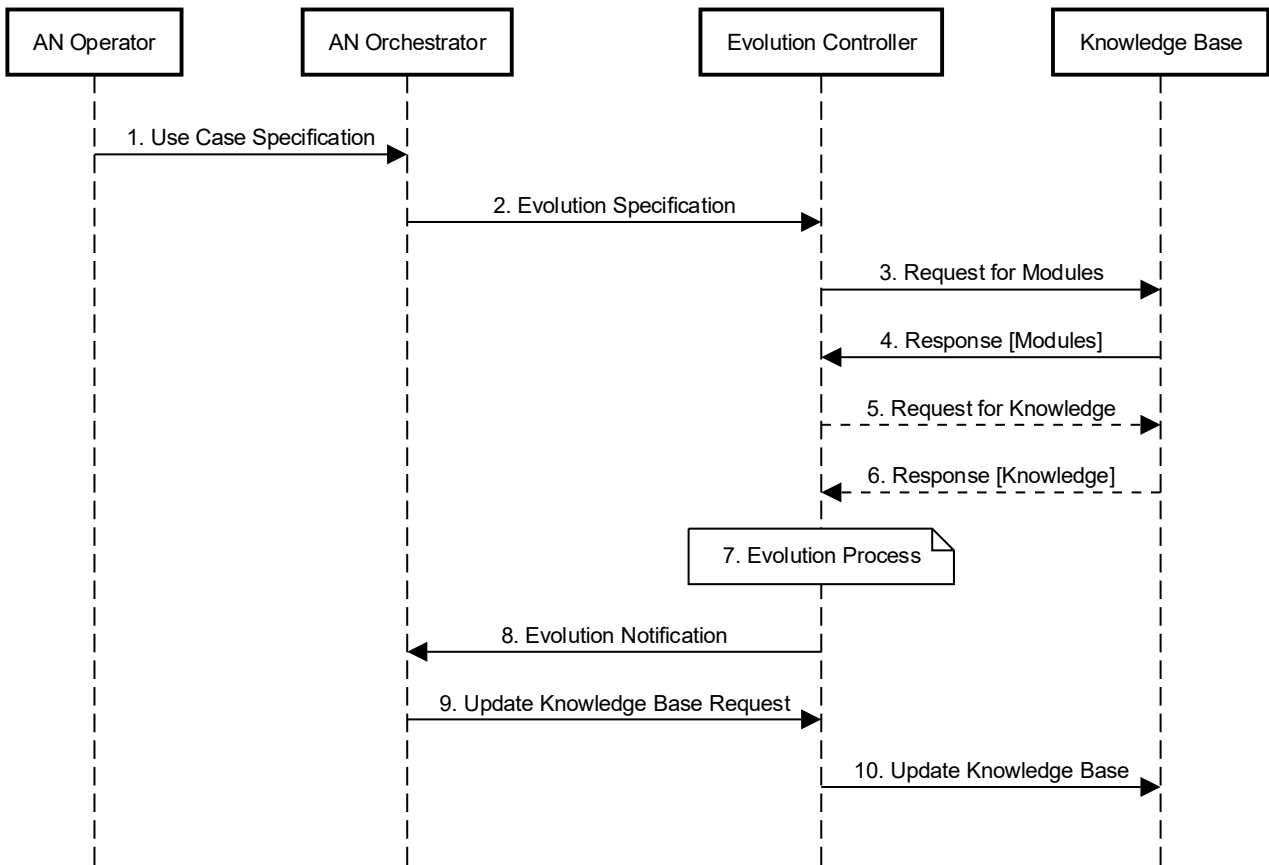 AN Operator
AN Orchestrator
Evolution Controller
Knowledge Base
1. Use Case Specification
2. Evolution Specification
3. Request for Modules
4. Response [Modules]
5. Request for Knowledge
6. Response [Knowledge]
7. Evolution Process
8. Evolution Notification
9. Update Knowledge Base Request
10. Update Knowledge Base